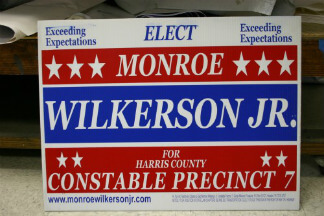 Exceeding Expectations
ELECT
Exceeding Expectations
MONROE
WILKERSON JR.
FOR
HARRIS COUNTY
CONSTABLE PRECINCT 7
www.monroewilkersonjr.com